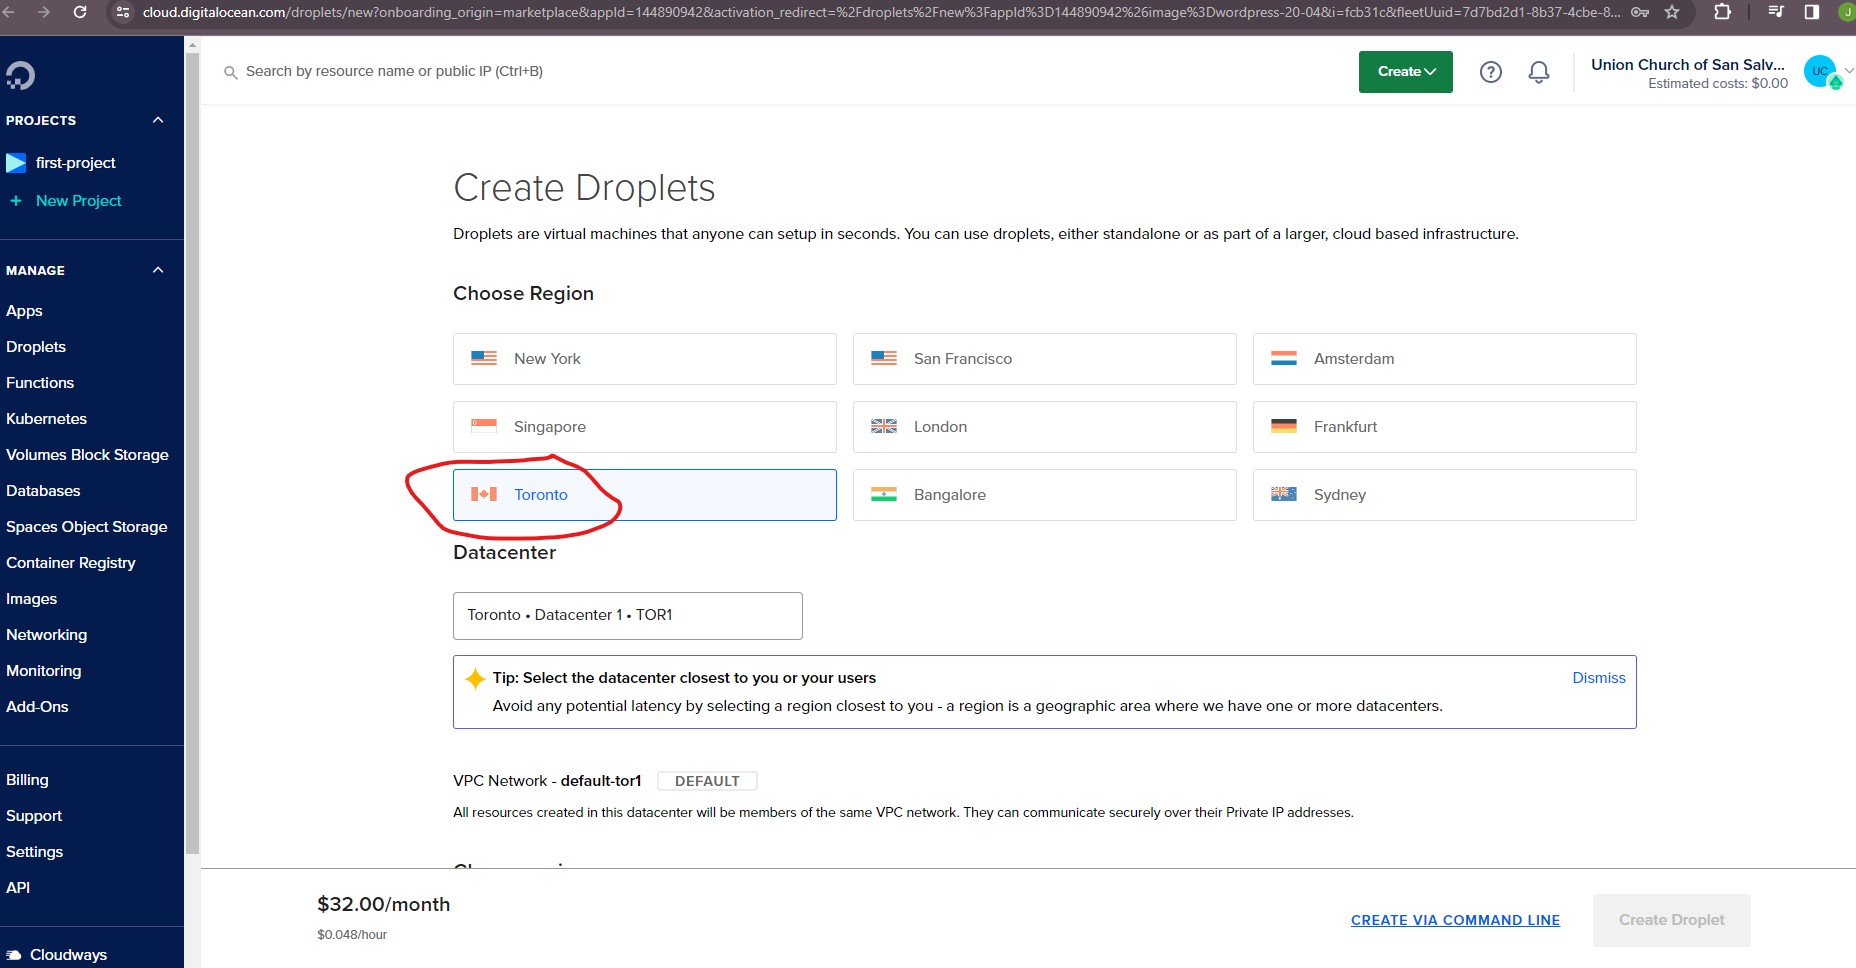 cloud.digitalocean.com/droplets/new?onboarding_origin=marketplace&appId=144890942&activation_redirect=%2Fdroplets%2Fnew%3FappId%3D144890942%26image%3Dwordpress-20-04&i=fcb31c&fleetUuid=7d7bd2d1-8b37-4cbe-8...
J
Search by resource name or public IP (Ctrl+B)
Create
?
Union Church of San Salv...
Estimated costs: $0.00
UC
PROJECTS
first-project
+ New Project
MANAGE
Apps
Droplets
Functions
Kubernetes
Volumes Block Storage
Databases
Spaces Object Storage
Container Registry
Images
Networking
Monitoring
Add-Ons
Billing
Support
Settings
API
Cloudways
Create Droplets
Droplets are virtual machines that anyone can setup in seconds. You can use droplets, either standalone or as part of a larger, cloud based infrastructure.
Choose Region
New York
San Francisco
Amsterdam
Singapore
London
Frankfurt
Toronto
Bangalore
Sydney
Datacenter
Toronto • Datacenter 1 • TOR1
Tip: Select the datacenter closest to you or your users
Dismiss
Avoid any potential latency by selecting a region closest to you - a region is a geographic area where we have one or more datacenters.
VPC Network - default-tor1 DEFAULT
All resources created in this datacenter will be members of the same VPC network. They can communicate securely over their Private IP addresses.
$32.00/month
$0.048/hour
CREATE VIA COMMAND LINE
Create Droplet